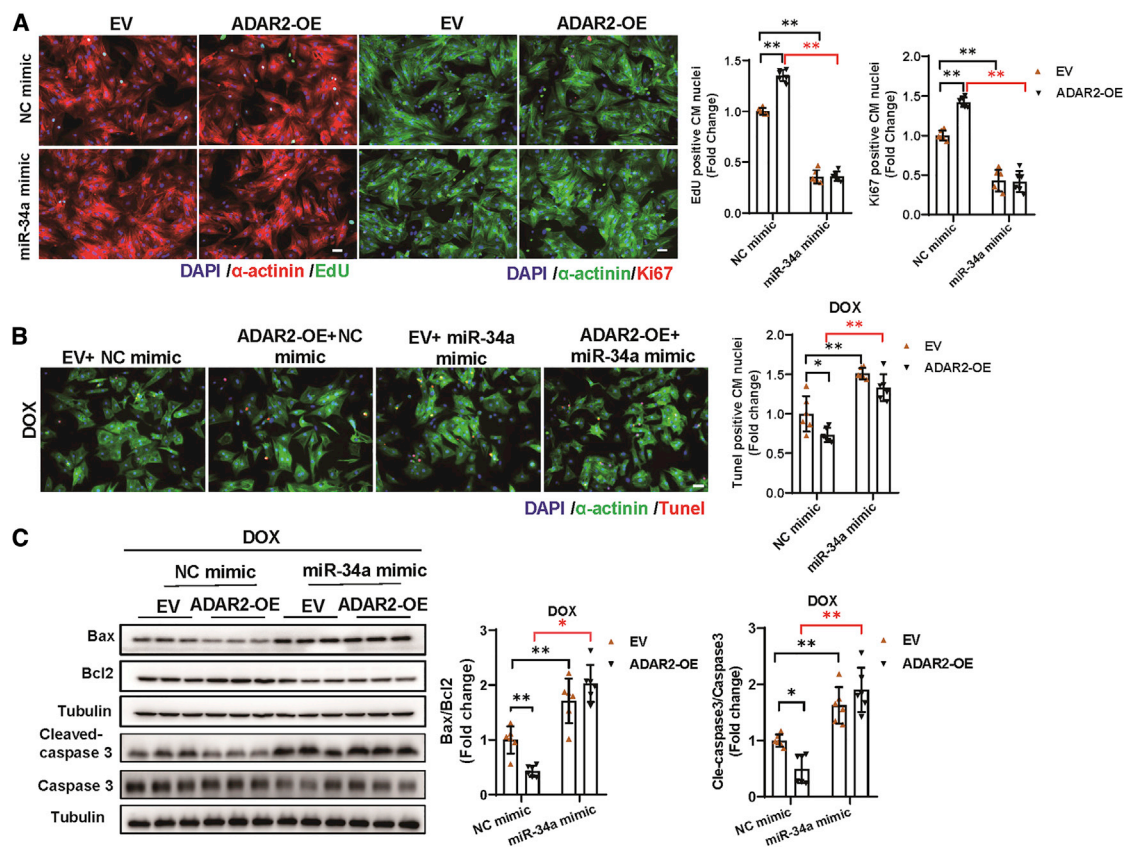 A
EV
ADAR2-OE
EV
ADAR2-OE
NC mimic
miR-34a mimic
DAPI /α-actinin/EdU
DAPI /α-actinin/Ki67
EdU positive CM nuclei
(Fold Change)
1.5
1.0
0.5
0.0
**
**
**
NC mimic
miR-34a mimic
Ki67 positive CM nuclei
(Fold Change)
2.0
1.5
1.0
0.5
0.0
**
**
**
NC mimic
miR-34a mimic
EV
ADAR2-OE
B
DOX
EV+ NC mimic
ADAR2-OE+NC
mimic
EV+ miR-34a
mimic
ADAR2-OE+
miR-34a mimic
DAPI /α-actinin /Tunel
DOX
Tunel positive CM nuclei
(Fold change)
2.0
1.5
1.0
0.5
0.0
*
**
**
NC mimic
miR-34a mimic
EV
ADAR2-OE
C
DOX
NC mimic
miR-34a mimic
EV
ADAR2-OE
EV
ADAR2-OE
Bax
Bcl2
Tubulin
Cleaved-
caspase 3
Caspase 3
Tubulin
DOX
Bax/Bcl2
(Fold change)
3
2
1
0
**
**
*
NC mimic
miR-34a mimic
EV
ADAR2-OE
DOX
Cle-caspase3/Caspase3
(Fold change)
3
2
1
0
*
**
**
NC mimic
miR-34a mimic
EV
ADAR2-OE